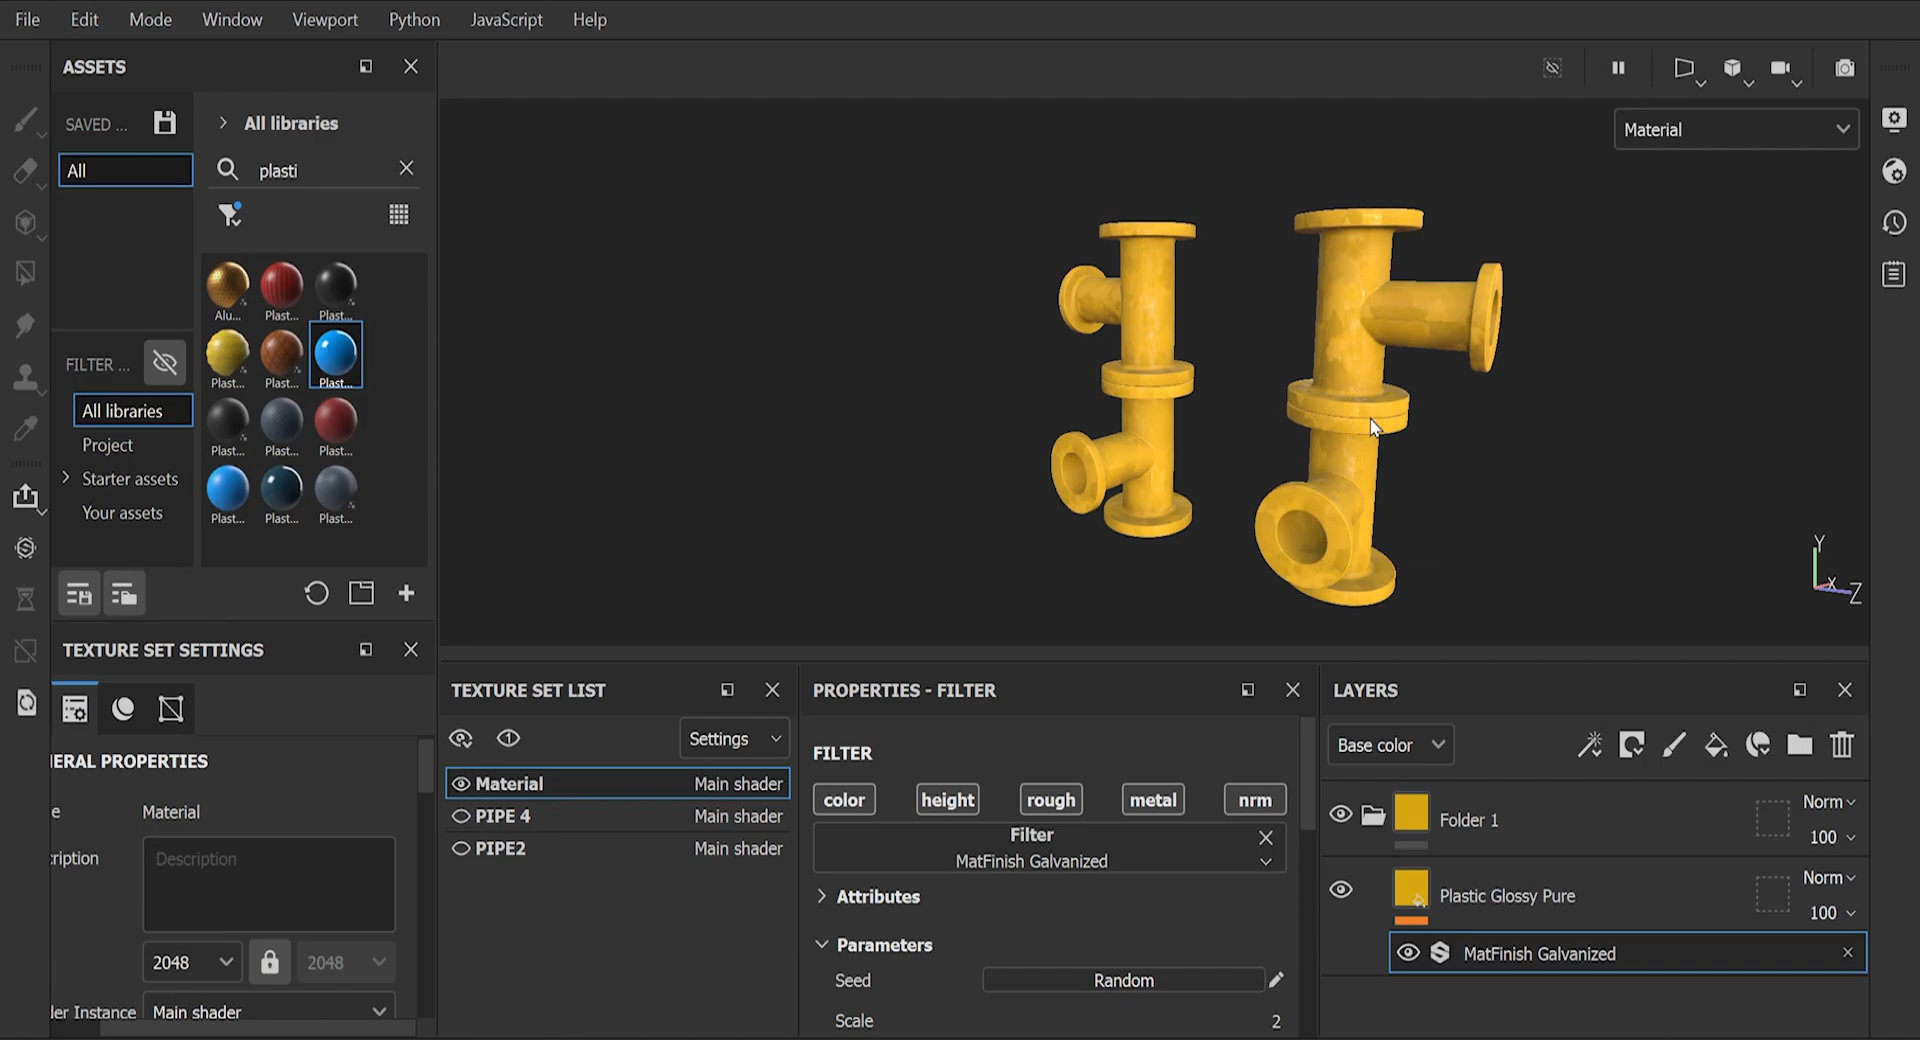 File Edit Mode Window Viewport Python JavaScript Help
ASSETS
SAVED ...
All libraries
All
plasti
Alu...
Plast...
Plast...
Plast...
Plast...
Plast...
FILTER ...
All libraries
Plast...
Plast...
Plast...
Project
Starter assets
Plast...
Plast...
Plast...
Your assets
Material
Y
X
Z
TEXTURE SET SETTINGS
ERAL PROPERTIES
e
Material
ription
Description
2048
2048
er Instance
Main shader
TEXTURE SET LIST
Settings
Material Main shader
PIPE 4 Main shader
PIPE2 Main shader
PROPERTIES - FILTER
FILTER
color height rough metal nrm
Filter
MatFinish Galvanized
Attributes
Parameters
Seed Random
Scale 2
LAYERS
Base color
Folder 1
Norm
100
Plastic Glossy Pure
Norm
100
MatFinish Galvanized